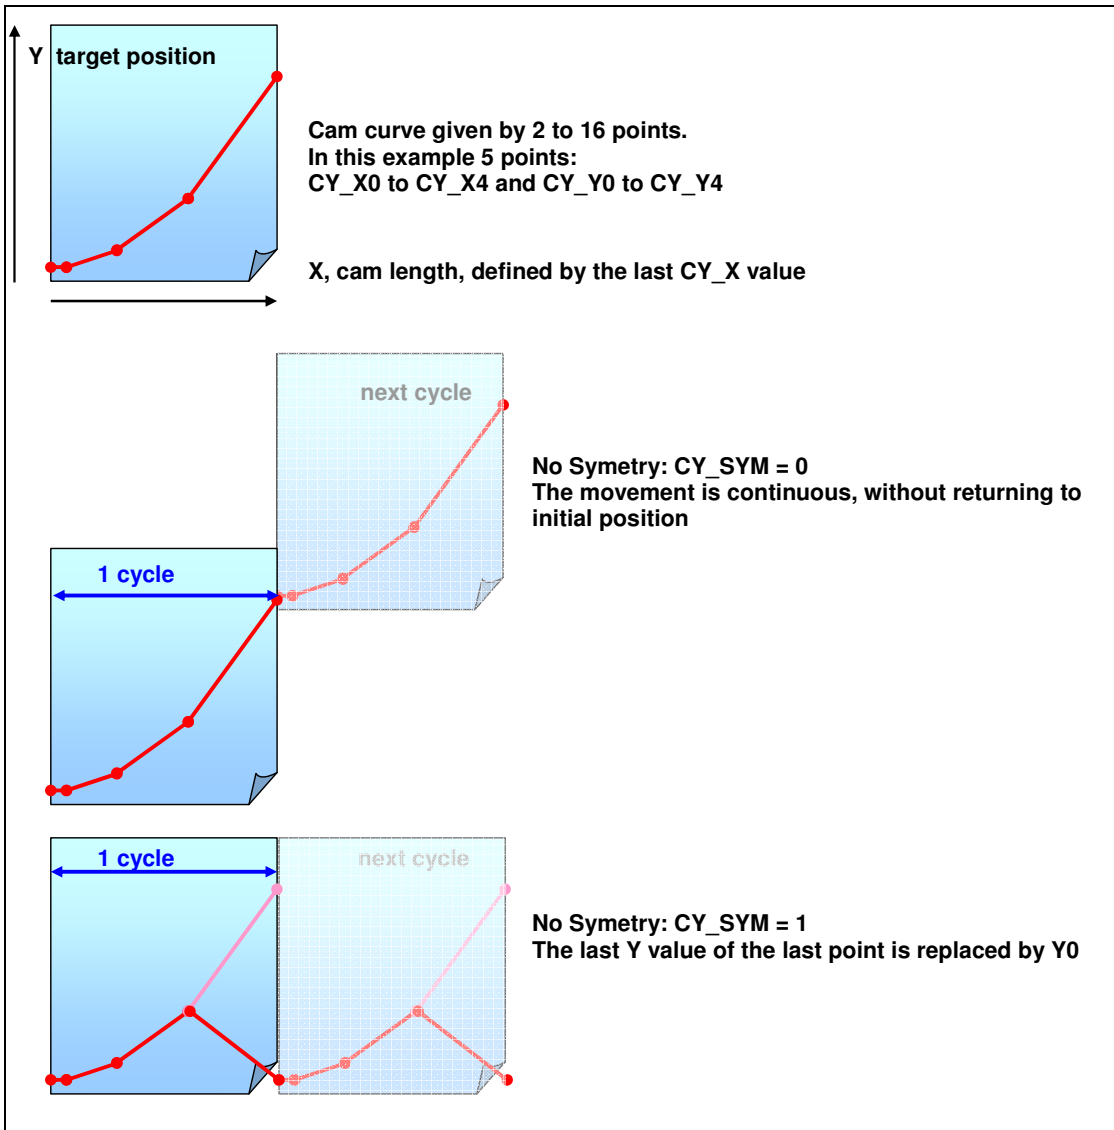 Y target position
Cam curve given by 2 to 16 points.
In this example 5 points:
CY_X0 to CY_X4 and CY_Y0 to CY_Y4
X, cam length, defined by the last CY_X value
next cycle
No Symetry: CY_SYM = 0
The movement is continuous, without returning to
initial position
1 cycle
1 cycle
next cycle
No Symetry: CY_SYM = 1
The last Y value of the last point is replaced by Y0